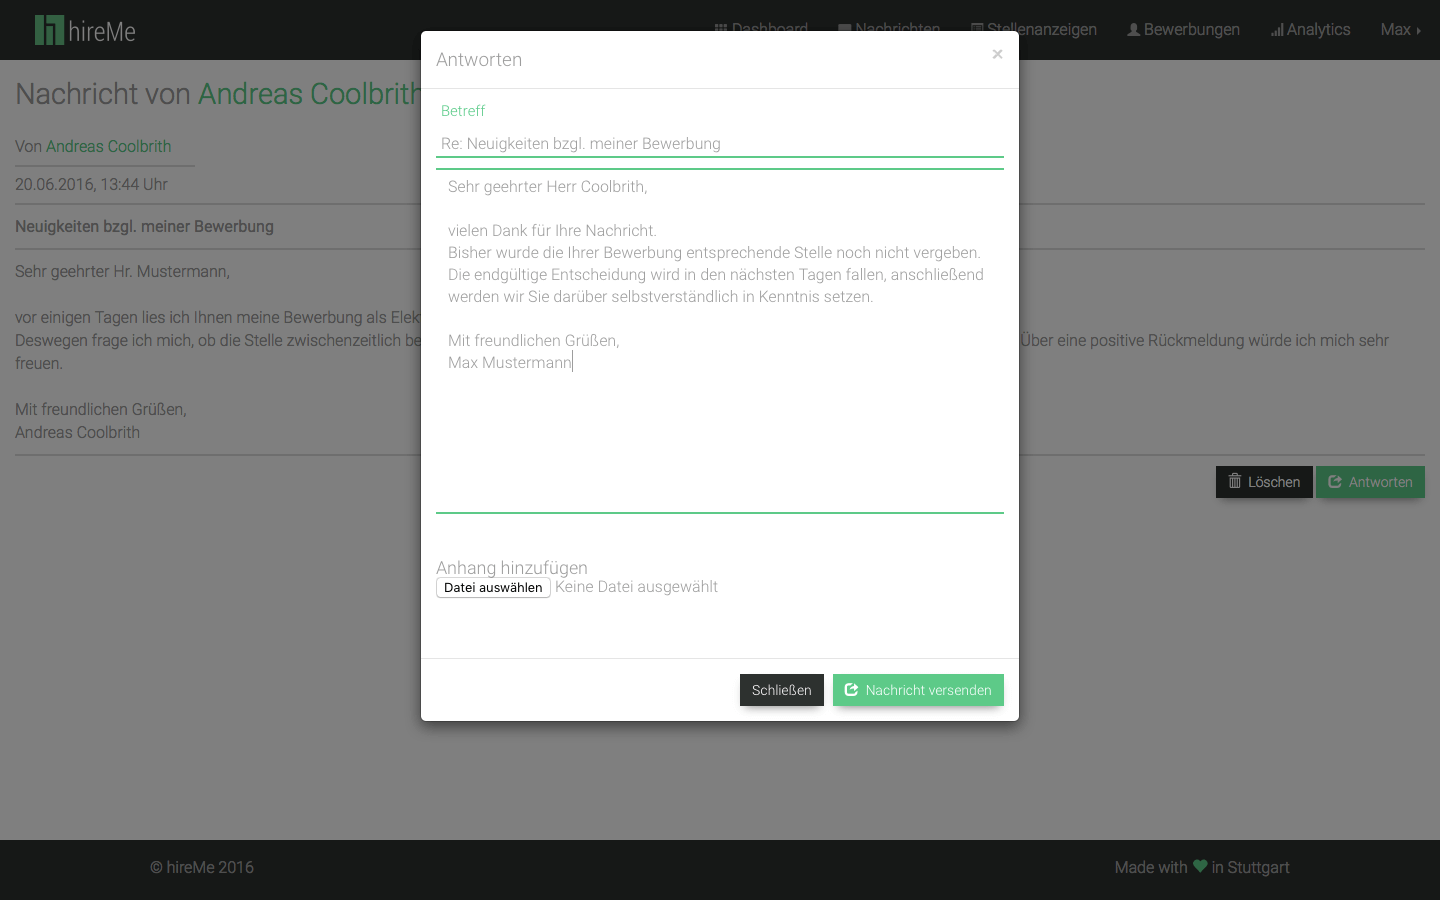 hireMe
Dashboard Nachrichten Stellenanzeigen Bewerbungen Analytics Max
Nachricht von Andreas Coolbrith
Von Andreas Coolbrith
20.06.2016, 13:44 Uhr
Neuigkeiten bzgl. meiner Bewerbung
Sehr geehrter Hr. Mustermann,
vor einigen Tagen lies ich Ihnen meine Bewerbung als
Deswegen frage ich mich, ob die Stelle zwischenzeitlich Über eine positive Rückmeldung würde ich mich sehr
freuen.
Mit freundlichen Grüßen,
Andreas Coolbrith
Löschen Antworten
Antworten ×
Betreff
Re: Neuigkeiten bzgl. meiner Bewerbung
Sehr geehrter Herr Coolbrith,
vielen Dank für Ihre Nachricht.
Bisher wurde die Ihrer Bewerbung entsprechende Stelle noch nicht vergeben.
Die endgültige Entscheidung wird in den nächsten Tagen fallen, anschließend
werden wir Sie darüber selbstverständlich in Kenntnis setzen.
Mit freundlichen Grüßen,
Max Mustermann
Anhang hinzufügen
Datei auswählen Keine Datei ausgewählt
Schließen Nachricht versenden
© hireMe 2016 Made with ♥ in Stuttgart